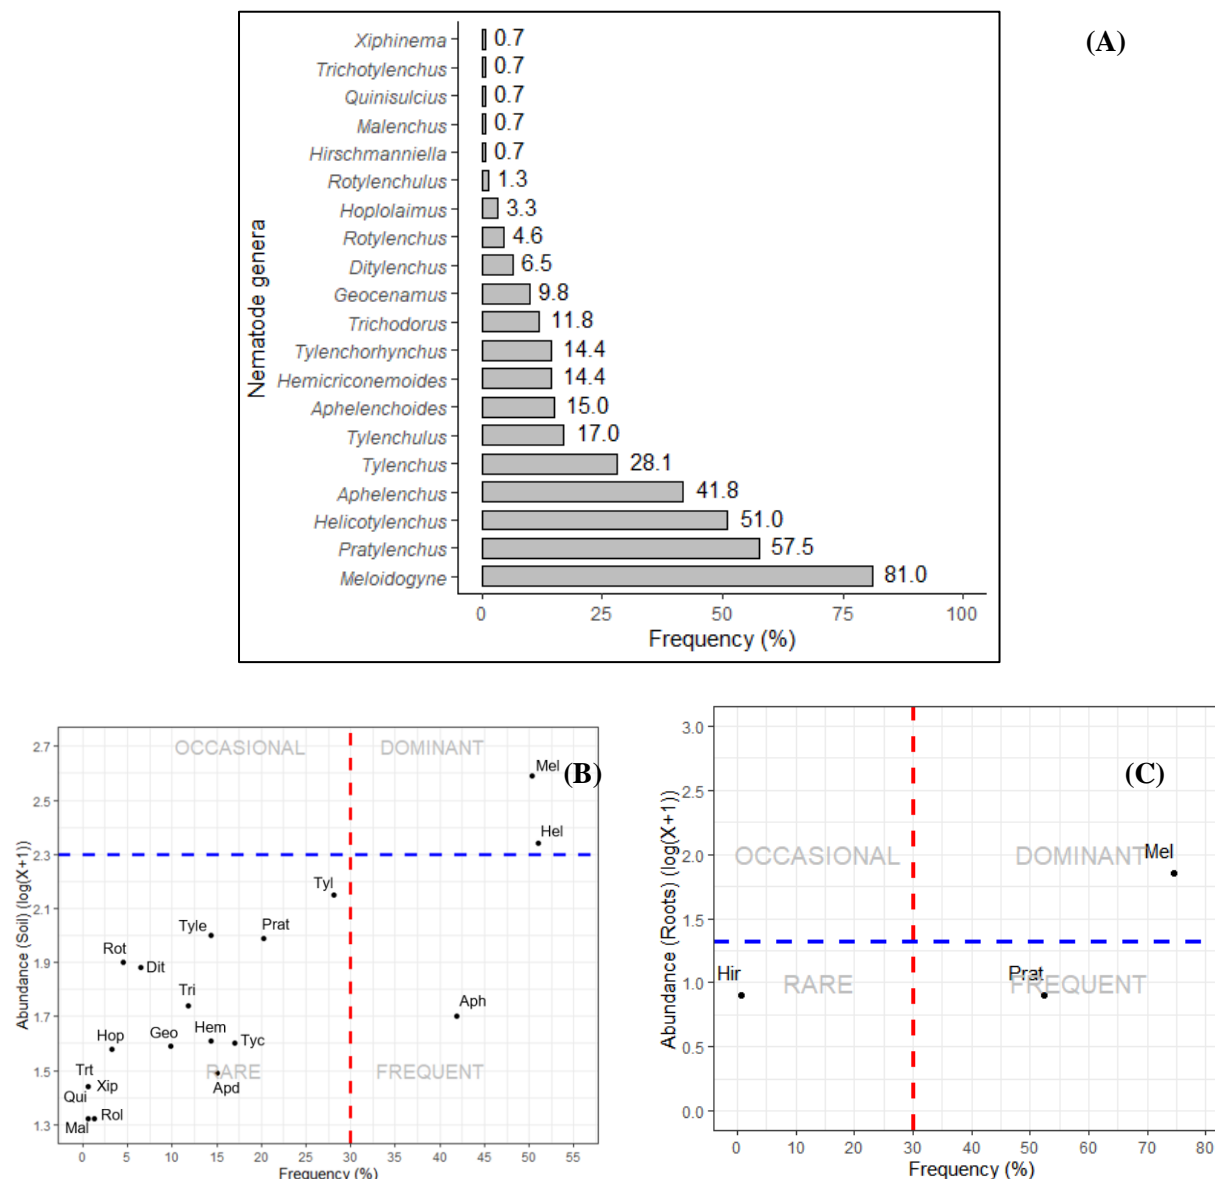 (A)
Nematode genera
Xiphinema 0.7
Trichotylenchus 0.7
Quinisulcius 0.7
Malenchus 0.7
Hirschmanniella 0.7
Rotylenchulus 1.3
Hoplolaimus 3.3
Rotylenchus 4.6
Ditylenchus 6.5
Geocenamus 9.8
Trichodorus 11.8
Tylenchorhynchus 14.4
Hemicriconemoides 14.4
Aphelenchoides 15.0
Tylenchulus 17.0
Tylenchus 28.1
Aphelenchus 41.8
Helicotylenchus 51.0
Pratylenchus 57.5
Meloidogyne 81.0
0 25 50 75 100
Frequency (%)
(B)
Abundance (Soil) (log(X+1))
2.7
2.5
2.3
2.1
1.9
1.7
1.5
1.3
OCCASIONAL DOMINANT
Mel
Hel
Tyl
Tyle Prat
Rot Dit
Tri
Aph
Hop Geo Hem Tyc
Trt RARE FREQUENT
Qui Xip Apd
Mal Rol
0 5 10 15 20 25 30 35 40 45 50 55
Frequency (%)
(C)
Abundance (Roots) (log(X+1))
3.0
2.5
2.0
1.5
1.0
0.5
0.0
OCCASIONAL DOMINANT Mel
Hir RARE Prat FREQUENT
0 10 20 30 40 50 60 70 80
Frequency (%)